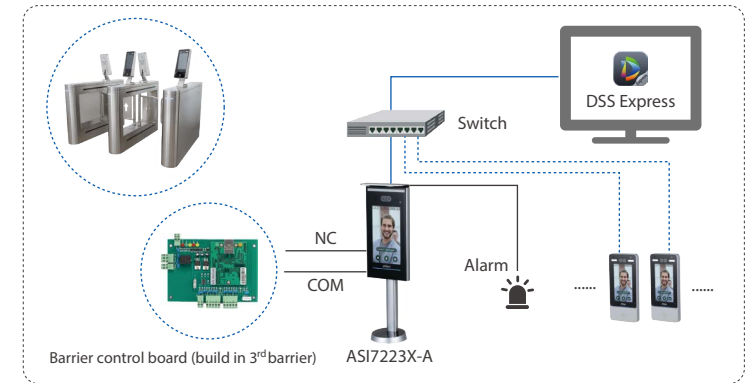 DSS Express
Switch
NC
COM
Alarm
......
......
Barrier control board (build in 3rd barrier)
ASI7223X-A